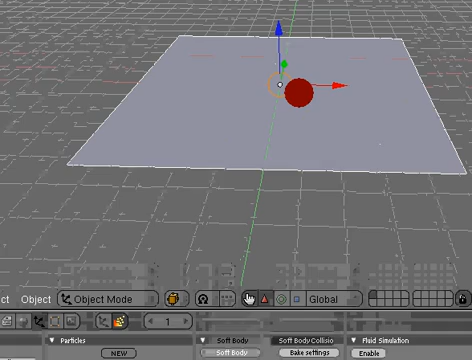 ct Object Object Mode Global
1
Particles Soft Body Soft Body Collisio Fluid Simulation
NEW Soft Body Bake settings Enable